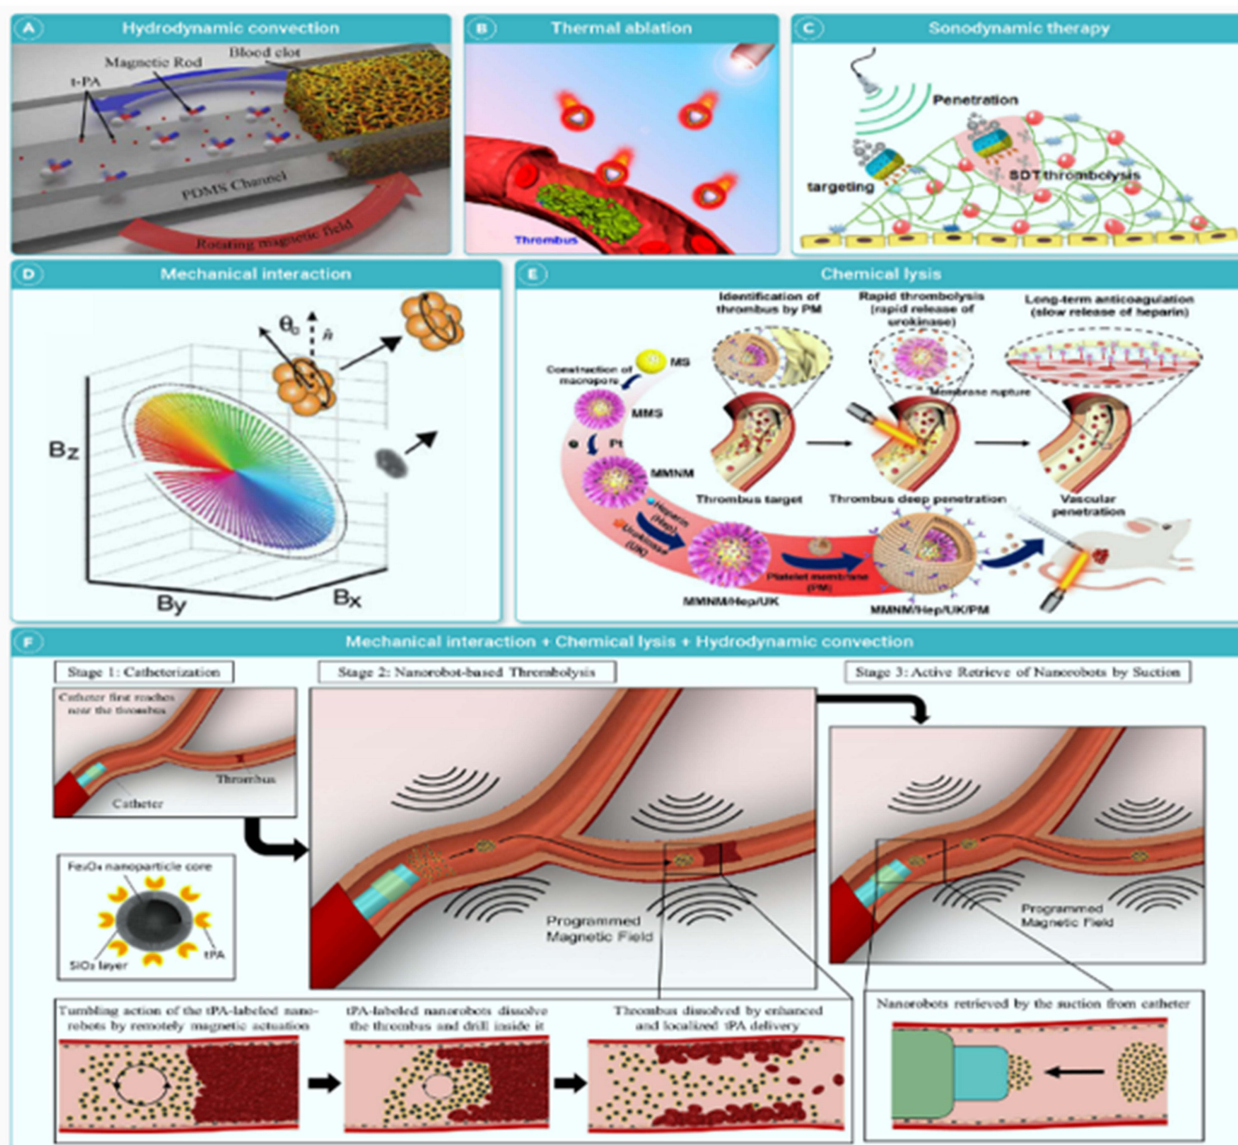 A
Hydrodynamic convection
Blood clot
Magnetic Rod
t-PA
PDMS Channel
Rotating magnetic field
B
Thermal ablation
Thrombus
C
Sonodynamic therapy
Penetration
targeting
SDT thrombolysis
D
Mechanical interaction
θ
n̂
Bz
By
Bx
E
Chemical lysis
Identification of
thrombus by PM
Rapid thrombolysis
(rapid release of
urokinase)
Long-term anticoagulation
(slow release of heparin)
MS
Construction of
macropore
MMS
Pt
MMNM
Heparin
(Hep)
Urokinase
(UK)
MMNM/Hep/UK
Platelet membrane
(PM)
MMNM/Hep/UK/PM
Membrane rupture
Thrombus target
Thrombus deep penetration
Vascular
penetration
F
Mechanical interaction + Chemical lysis + Hydrodynamic convection
Stage 1: Catheterization
Catheter first reaches
near the thrombus
Thrombus
Catheter
Stage 2: Nanorobot-based Thrombolysis
Programmed
Magnetic Field
Stage 3: Active Retrieve of Nanorobots by Suction
Programmed
Magnetic Field
Fe₃O₄ nanoparticle core
tPA
SiO₂ layer
Tumbling action of the tPA-labeled nano-
robots by remotely magnetic actuation
tPA-labeled nanorobots dissolve
the thrombus and drill inside it
Thrombus dissolved by enhanced
and localized tPA delivery
Nanorobots retrieved by the suction from catheter